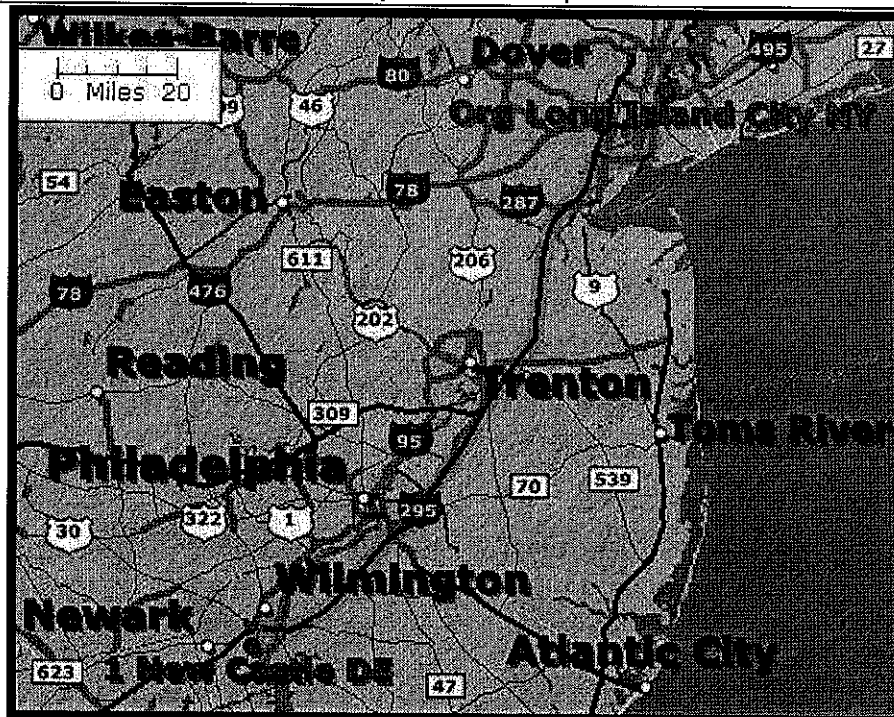 Wilkes-Barre
Dover
495
27
80
0 Miles 20
46
Org Long Island City NY
54
Easton
78
287
611
206
78
476
9
202
Reading
Trenton
309
95
Toms River
Philadelphia
70
539
295
30
322
1
Wilmington
Newark
Atlantic City
623
1 New Castle DE
47